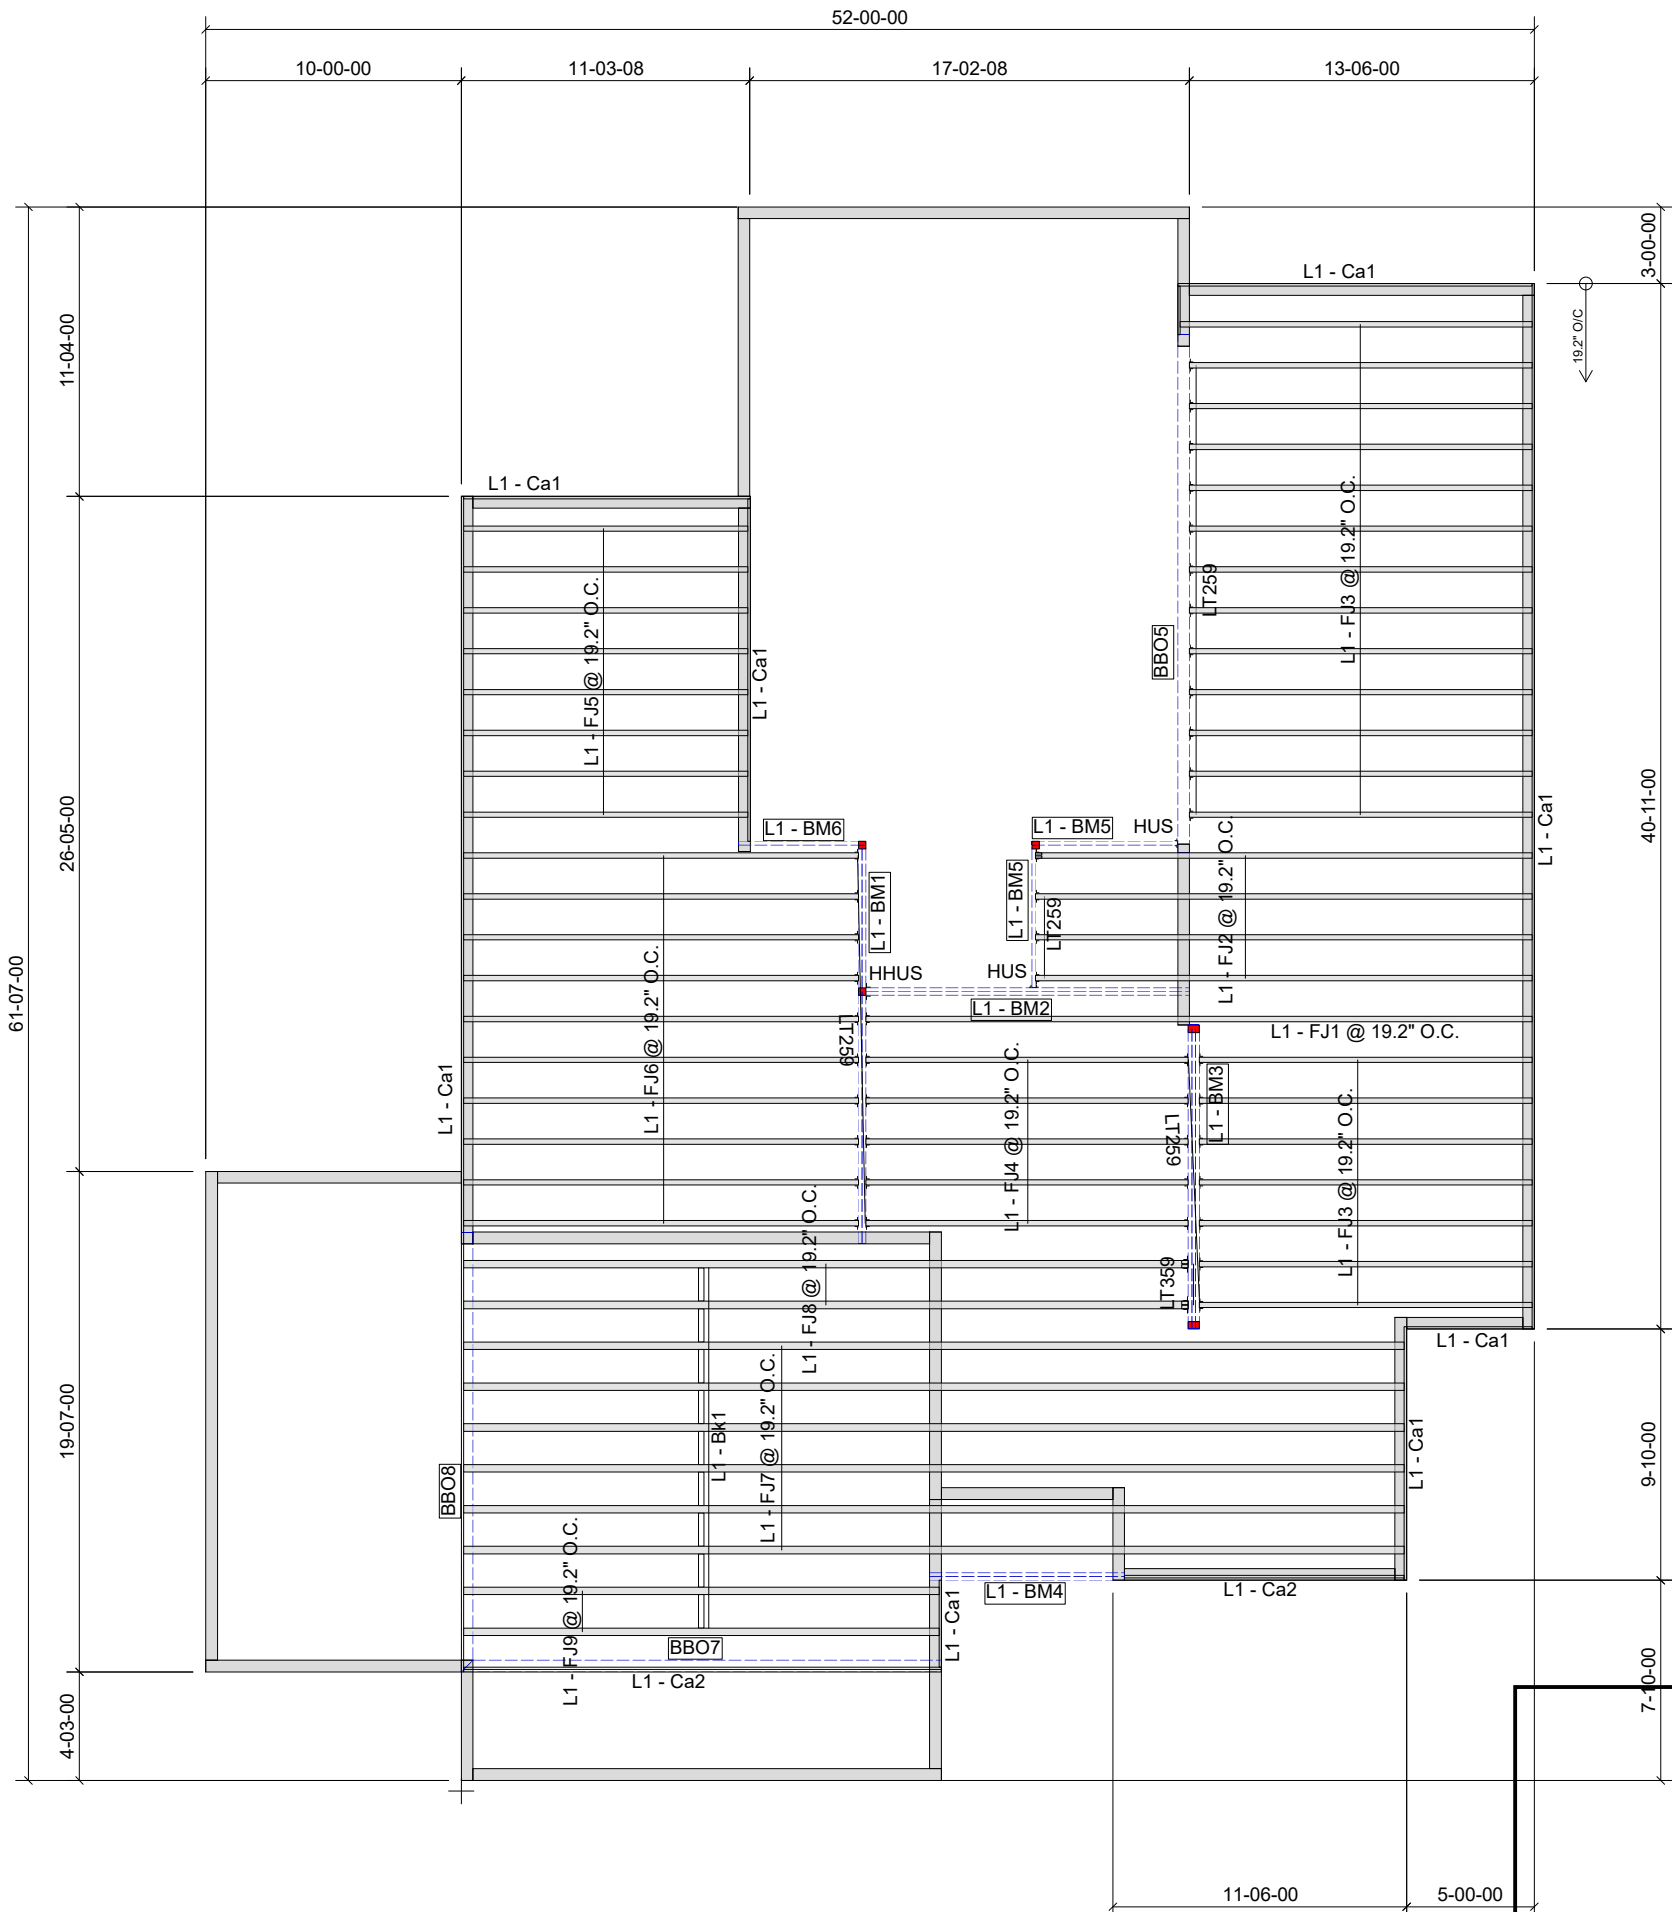 52-00-00
10-00-00
11-03-08
17-02-08
13-06-00
3-00-00
L1 - Ca1
19.2" O/C
11-04-00
L1 - Ca1
L1 - FJ3 @ 19.2" O.C.
LT259
BBO5
L1 - FJ5 @ 19.2" O.C.
L1 - Ca1
26-05-00
L1 - BM6
L1 - BM5
HUS
L1 - Ca1
40-11-00
L1 - BM1
L1 - BM5
LT259
L1 - FJ2 @ 19.2" O.C.
HHUS
HUS
61-07-00
L1 - BM2
L1 - FJ6 @ 19.2" O.C.
LT259
L1 - FJ1 @ 19.2" O.C.
L1 - Ca1
L1 - FJ4 @ 19.2" O.C.
L1 - BM3
LT259
L1 - FJ3 @ 19.2" O.C.
L1 - FJ8 @ 19.2" O.C.
LT359
L1 - Ca1
19-07-00
L1 - Bk1
L1 - FJ7 @ 19.2" O.C.
L1 - Ca1
9-10-00
BBO8
L1 - FJ9 @ 19.2" O.C.
L1 - BM4
L1 - Ca2
L1 - Ca1
BBO7
L1 - Ca2
7-10-00
4-03-00
11-06-00
5-00-00